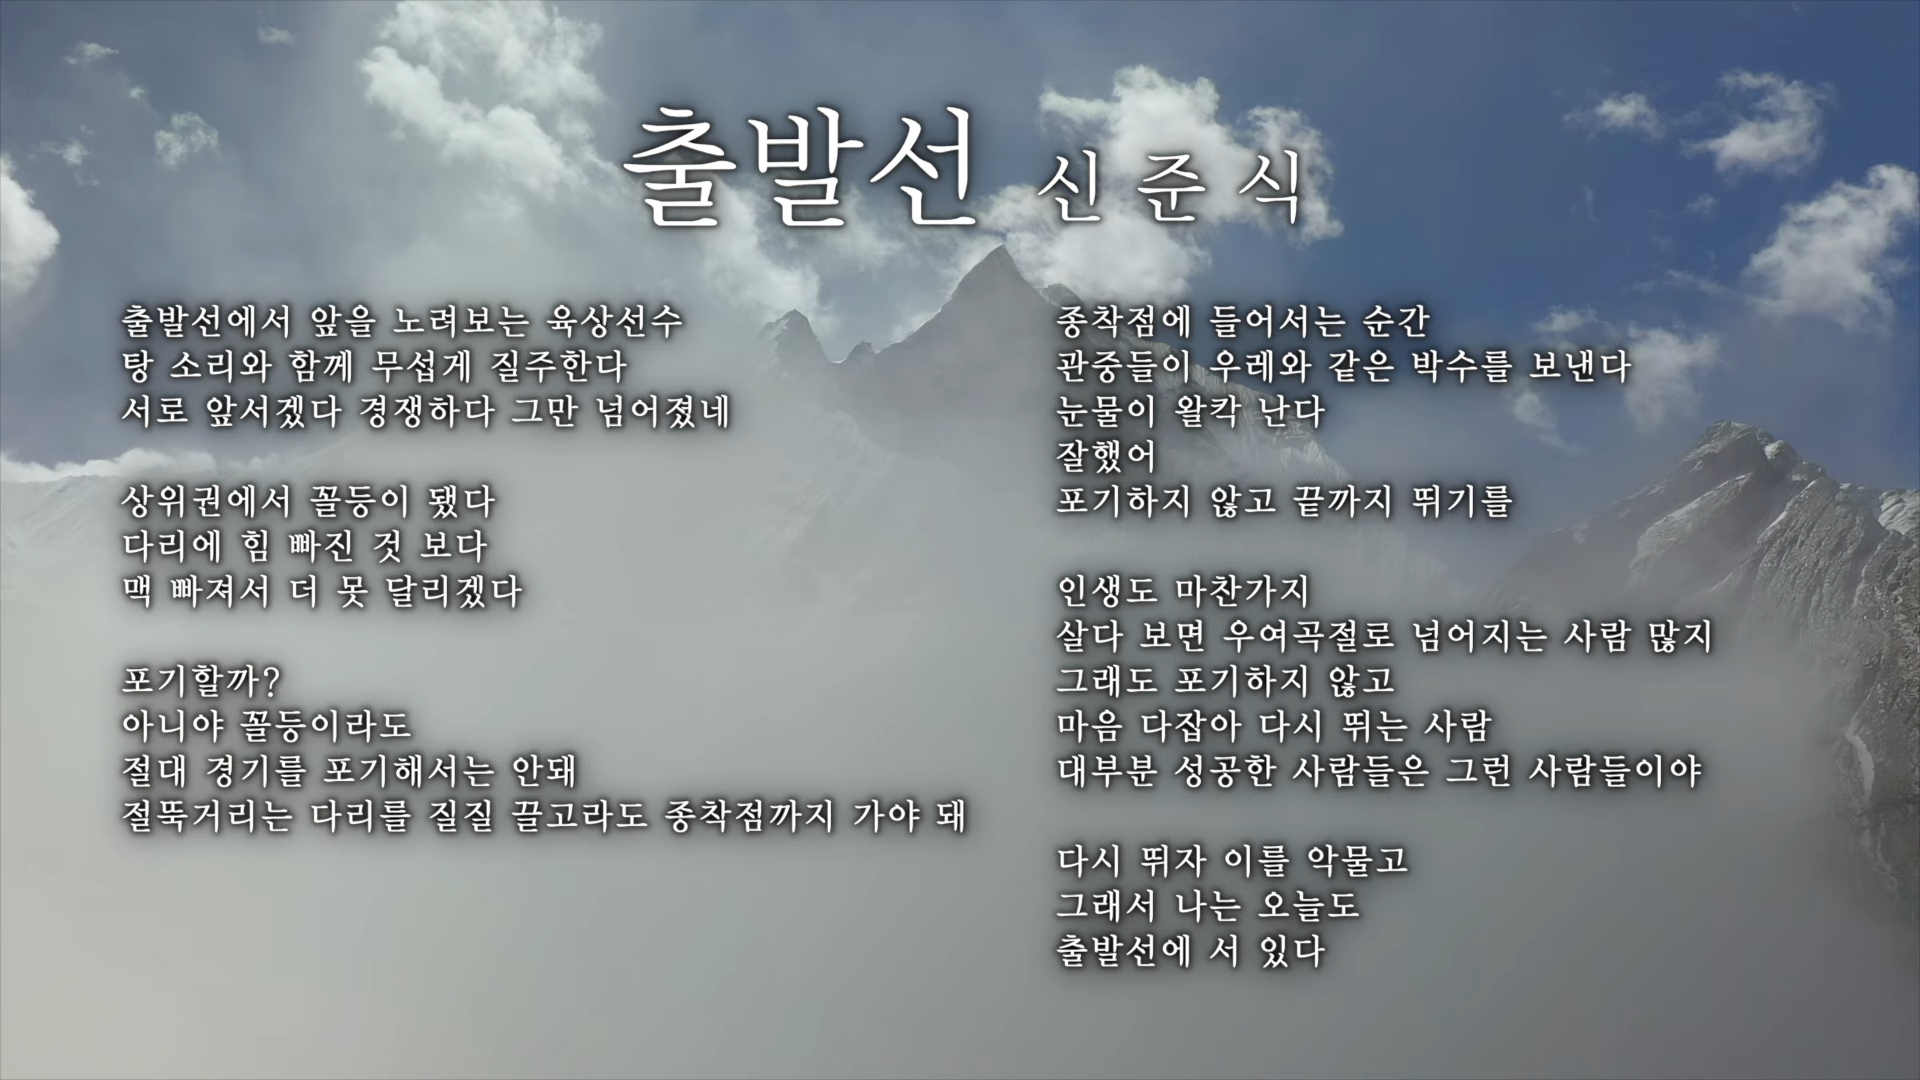 출발선 신준식
출발선에서 앞을 노려보는 육상선수
탕 소리와 함께 무섭게 질주한다
서로 앞서겠다 경쟁하다 그만 넘어졌네
상위권에서 꼴등이 됐다
다리에 힘 빠진 것 보다
맥 빠져서 더 못 달리겠다
포기할까?
아니야 꼴등이라도
절대 경기를 포기해서는 안돼
절뚝거리는 다리를 질질 끌고라도 종착점까지 가야 돼
종착점에 들어서는 순간
관중들이 우레와 같은 박수를 보낸다
눈물이 왈칵 난다
잘했어
포기하지 않고 끝까지 뛰기를
인생도 마찬가지
살다 보면 우여곡절로 넘어지는 사람 많지
그래도 포기하지 않고
마음 다잡아 다시 뛰는 사람
대부분 성공한 사람들은 그런 사람들이야
다시 뛰자 이를 악물고
그래서 나는 오늘도
출발선에 서 있다